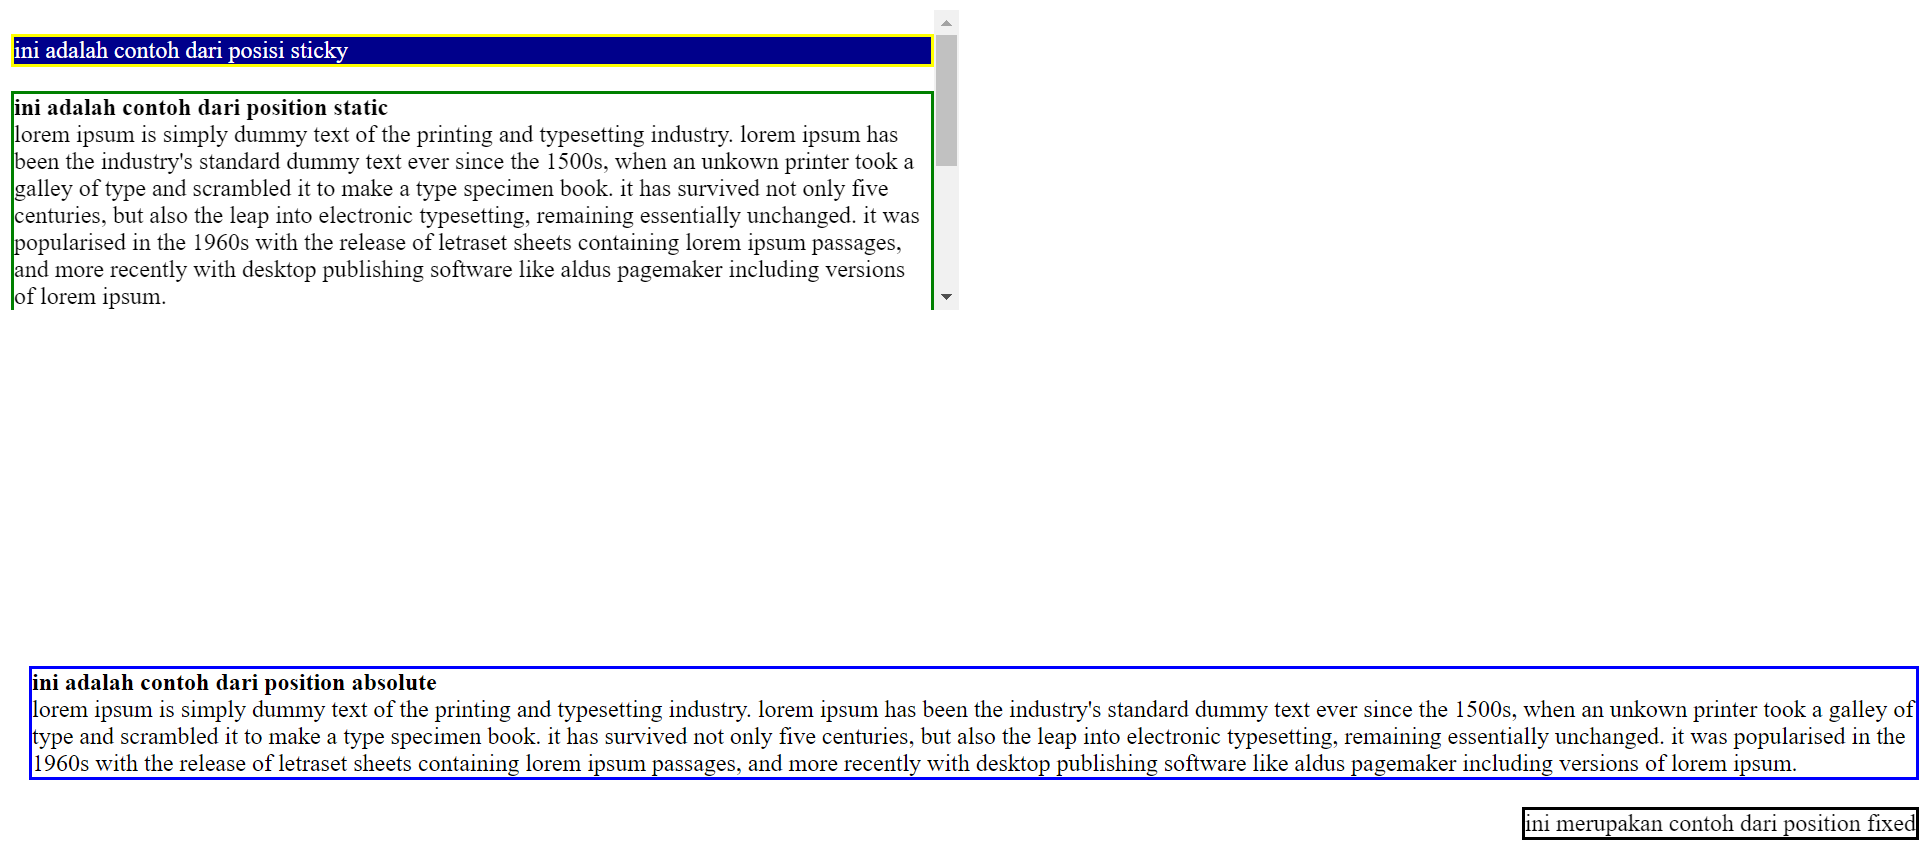 ini adalah contoh dari posisi sticky
ini adalah contoh dari position static
lorem ipsum is simply dummy text of the printing and typesetting industry. lorem ipsum has
been the industry's standard dummy text ever since the 1500s, when an unkown printer took a
galley of type and scrambled it to make a type specimen book. it has survived not only five
centuries, but also the leap into electronic typesetting, remaining essentially unchanged. it was
popularised in the 1960s with the release of letraset sheets containing lorem ipsum passages,
and more recently with desktop publishing software like aldus pagemaker including versions
of lorem ipsum.
ini adalah contoh dari position absolute
lorem ipsum is simply dummy text of the printing and typesetting industry. lorem ipsum has been the industry's standard dummy text ever since the 1500s, when an unkown printer took a galley of
type and scrambled it to make a type specimen book. it has survived not only five centuries, but also the leap into electronic typesetting, remaining essentially unchanged. it was popularised in the
1960s with the release of letraset sheets containing lorem ipsum passages, and more recently with desktop publishing software like aldus pagemaker including versions of lorem ipsum.
ini merupakan contoh dari position fixed